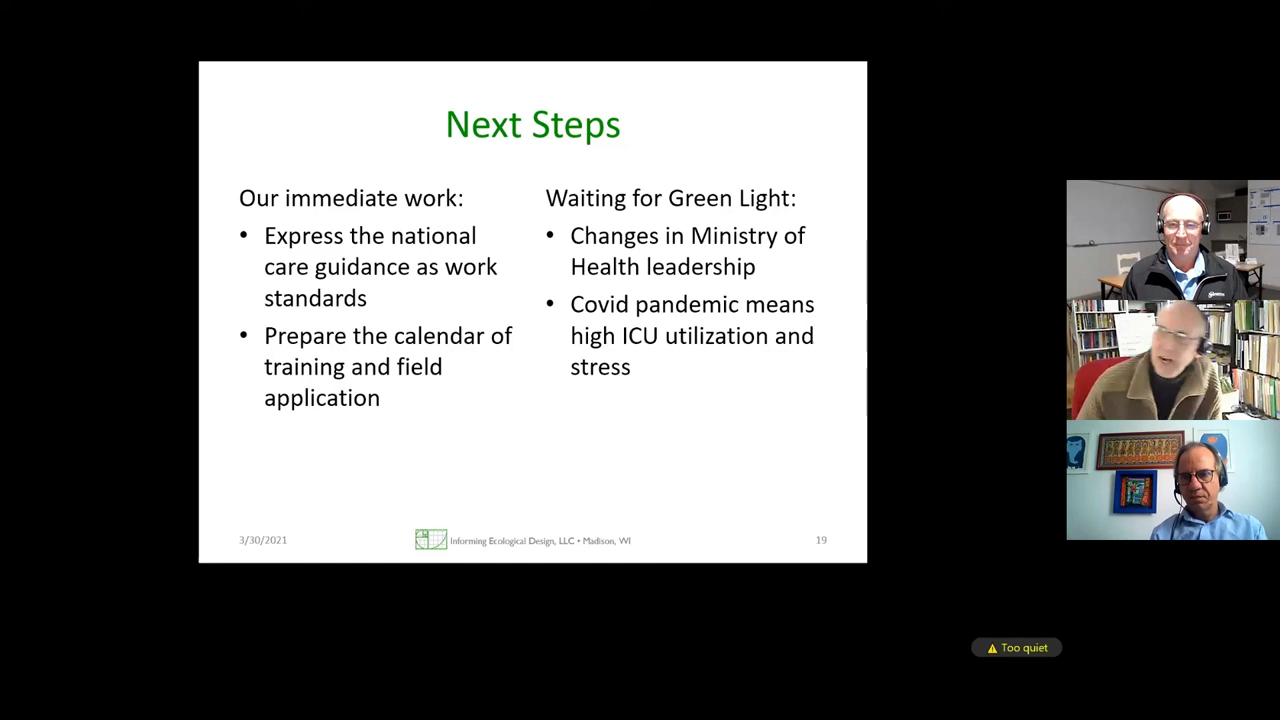 Next Steps
Our immediate work:
• Express the national
care guidance as work
standards
• Prepare the calendar of
training and field
application
Waiting for Green Light:
• Changes in Ministry of
Health leadership
• Covid pandemic means
high ICU utilization and
stress
3/30/2021
Informing Ecological Design, LLC • Madison, WI
19
Too quiet